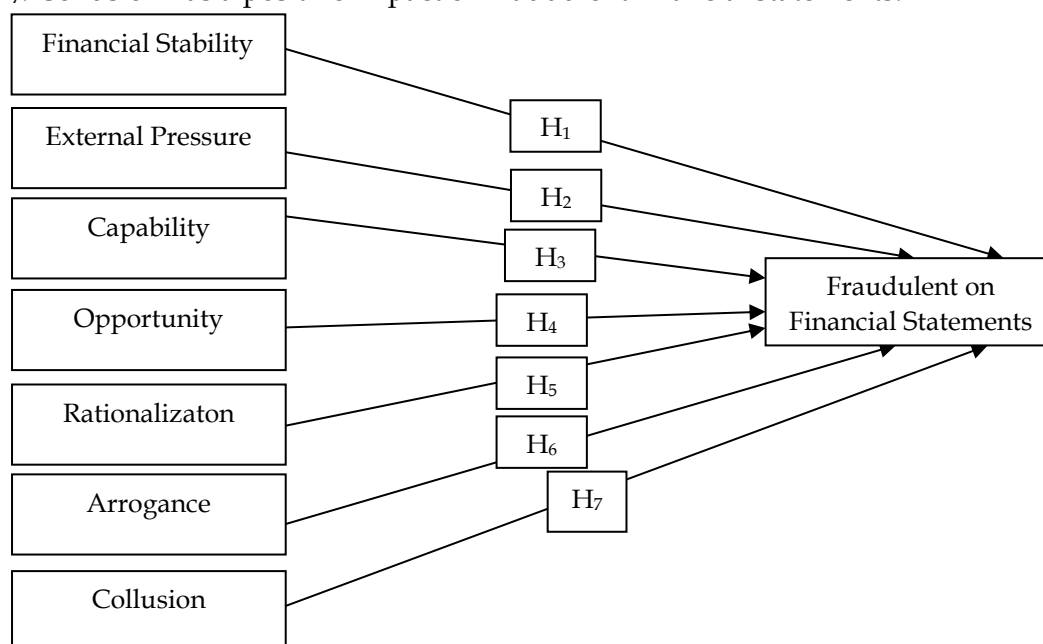 Financial Stability
External Pressure
Capability
Opportunity
Rationalizaton
Arrogance
Collusion
H₁
H₂
H₃
H₄
H₅
H₆
H₇
Fraudulent on
Financial Statements